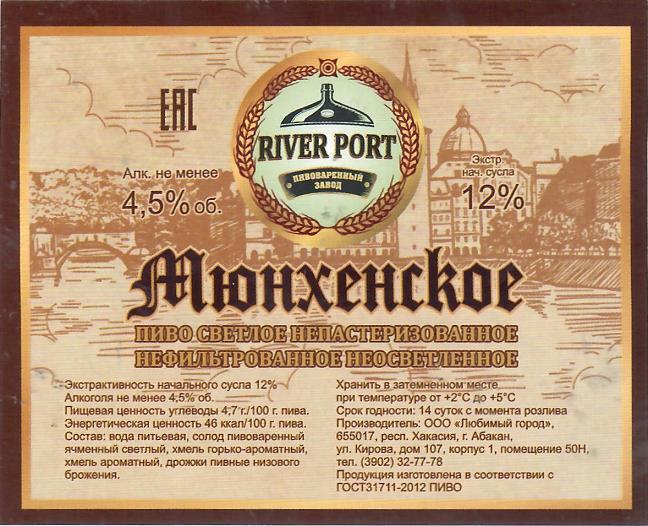 EAC
RIVER PORT
ПИВОВАРЕННЫЙ
ЗАВОД
Алк. не менее
4,5% об.
Экстр.
нач. сусла
12%
Мюнхенское
ПИВО СВЕТЛОЕ НЕПАСТЕРИЗОВАННОЕ
НЕФИЛЬТРОВАННОЕ НЕОСВЕТЛЕННОЕ
Экстрактивность начального сусла 12%
Алкоголя не менее 4,5% об.
Пищевая ценность углеводы 4,7 г./100 г. пива.
Энергетическая ценность 46 ккал/100 гр. пива.
Состав: вода питьевая, солод пивоваренный
ячменный светлый, хмель горько-ароматный,
хмель ароматный, дрожжи пивные низового
брожения.
Хранить в затемненном месте
при температуре от +2°C до +5°C
Срок годности: 14 суток с момента розлива
Производитель: ООО «Любимый город»,
655017, респ. Хакасия, г. Абакан,
ул. Кирова, дом 107, корпус 1, помещение 50Н,
тел. (3902) 32-77-78
Продукция изготовлена в соответствии с
ГОСТ31711-2012 ПИВО